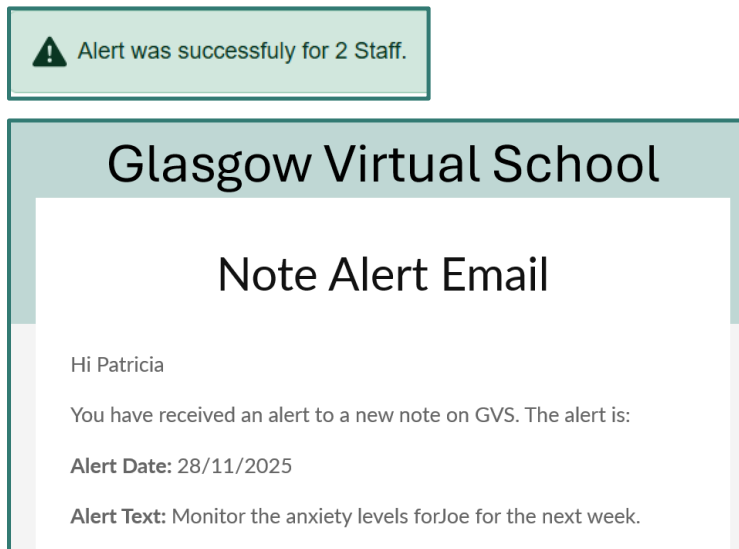 Alert was successfuly for 2 Staff.
Glasgow Virtual School
Note Alert Email
Hi Patricia
You have received an alert to a new note on GVS. The alert is:
Alert Date: 28/11/2025
Alert Text: Monitor the anxiety levels forJoe for the next week.